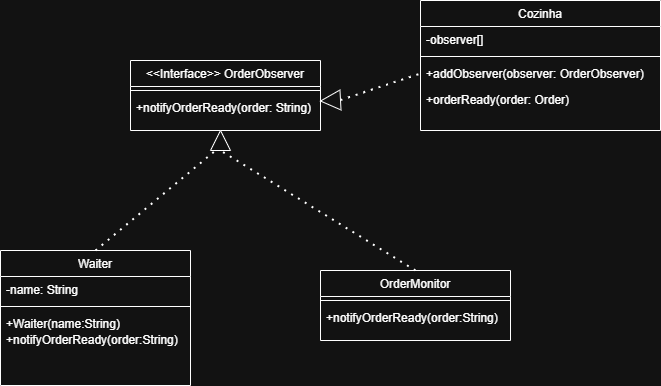 Cozinha
-observer[]
+addObserver(observer: OrderObserver)
+orderReady(order: Order)
<<Interface>> OrderObserver
+notifyOrderReady(order: String)
Waiter
-name: String
+Waiter(name:String)
+notifyOrderReady(order:String)
OrderMonitor
+notifyOrderReady(order:String)